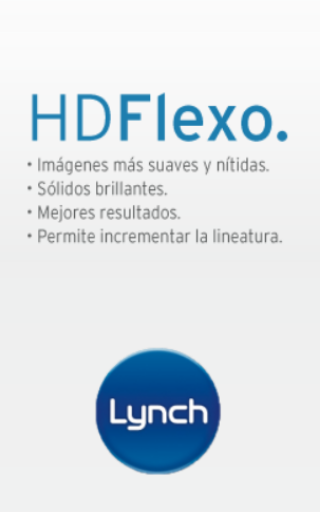 HDFlexo.
• Imágenes más suaves y nítidas.
• Sólidos brillantes.
• Mejores resultados.
• Permite incrementar la lineatura.
Lynch